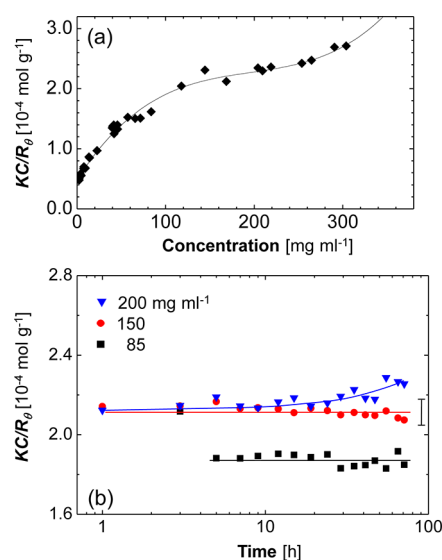 (a)
KC/Rθ [10⁻⁴ mol g⁻¹]
3.0
2.0
1.0
0.0
0 100 200 300
Concentration [mg ml⁻¹]
2.8
2.4
2.0
1.6
KC/Rθ [10⁻⁴ mol g⁻¹]
200 mg ml⁻¹
150
85
(b)
1 10 100
Time [h]